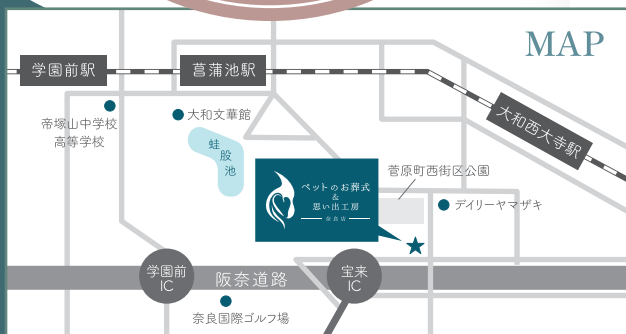 MAP
学園前駅
菖蒲池駅
大和西大寺駅
帝塚山中学校
高等学校
大和文華館
蛙股池
菅原町西街区公園
ペットのお葬式
&
思い出工房
奈良店
デイリーヤマザキ
学園前
IC
阪奈道路
宝来
IC
奈良国際ゴルフ場